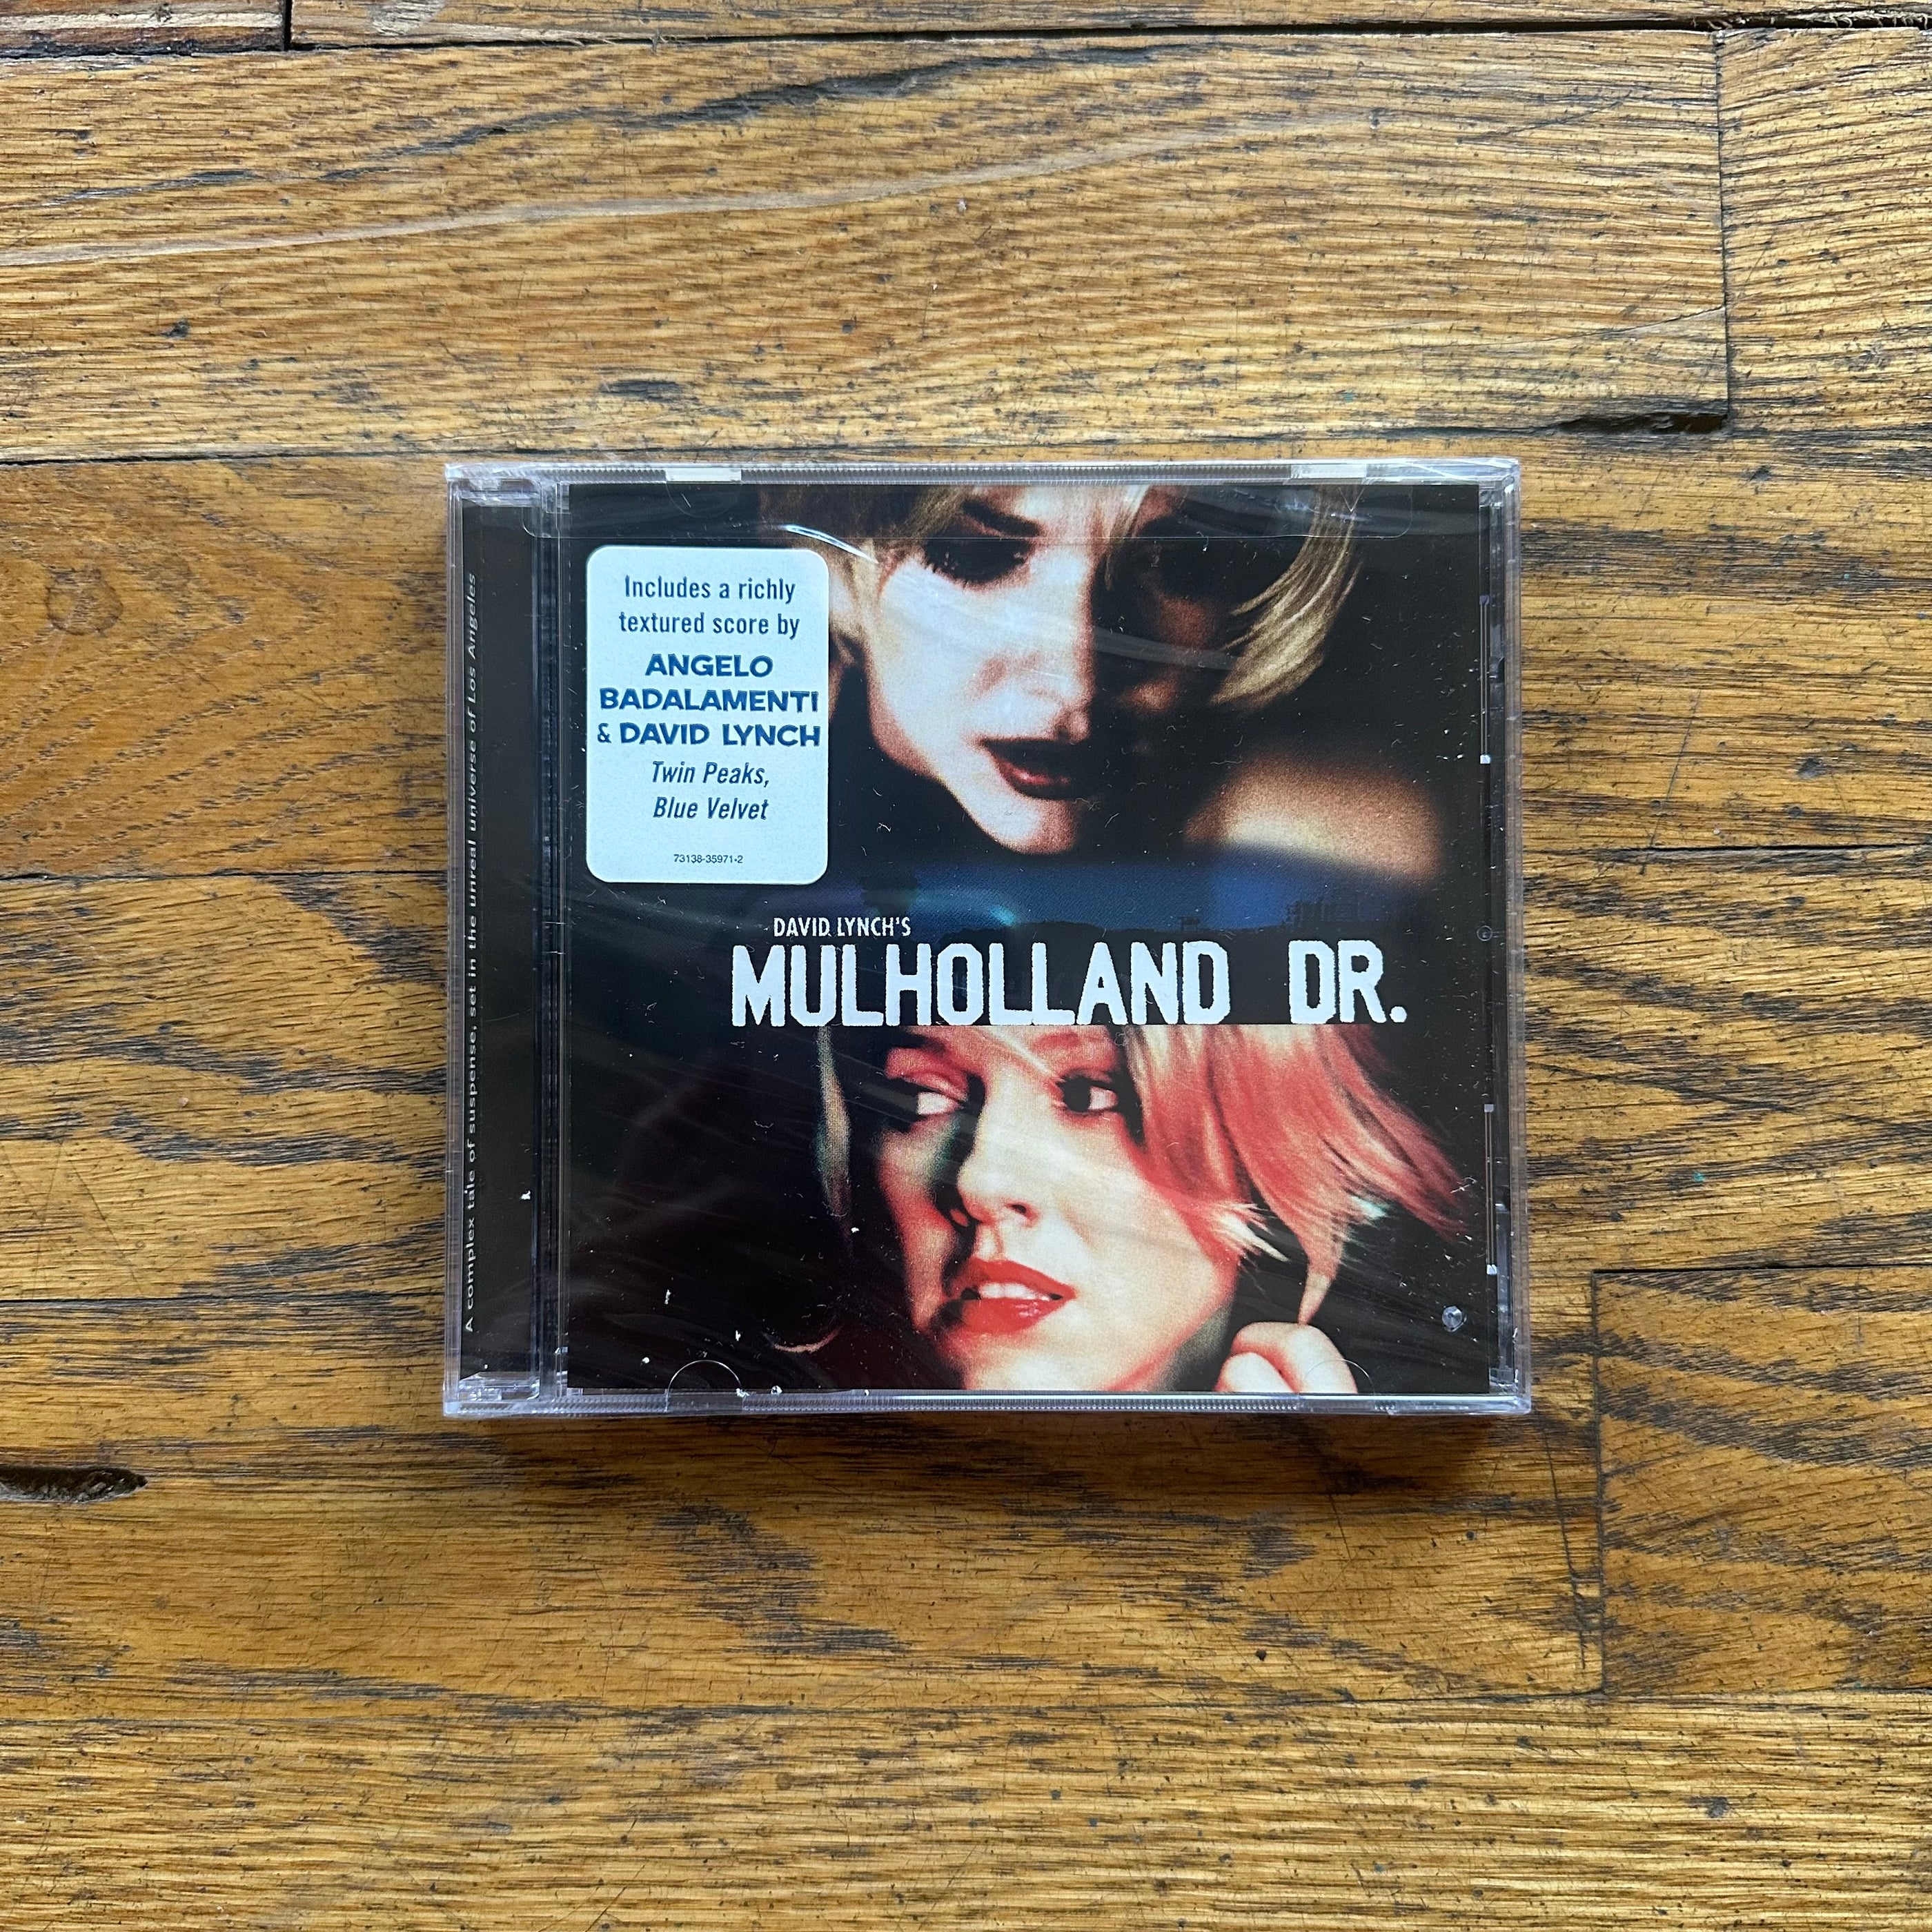 Includes a richly
textured score by
ANGELO
BADALAMENTI
& DAVID LYNCH
Twin Peaks,
Blue Velvet
73138-35971-2
DAVID LYNCH'S
MULHOLLAND DR.
A complex tale of suspense, set in the unreal universe of Los Angeles